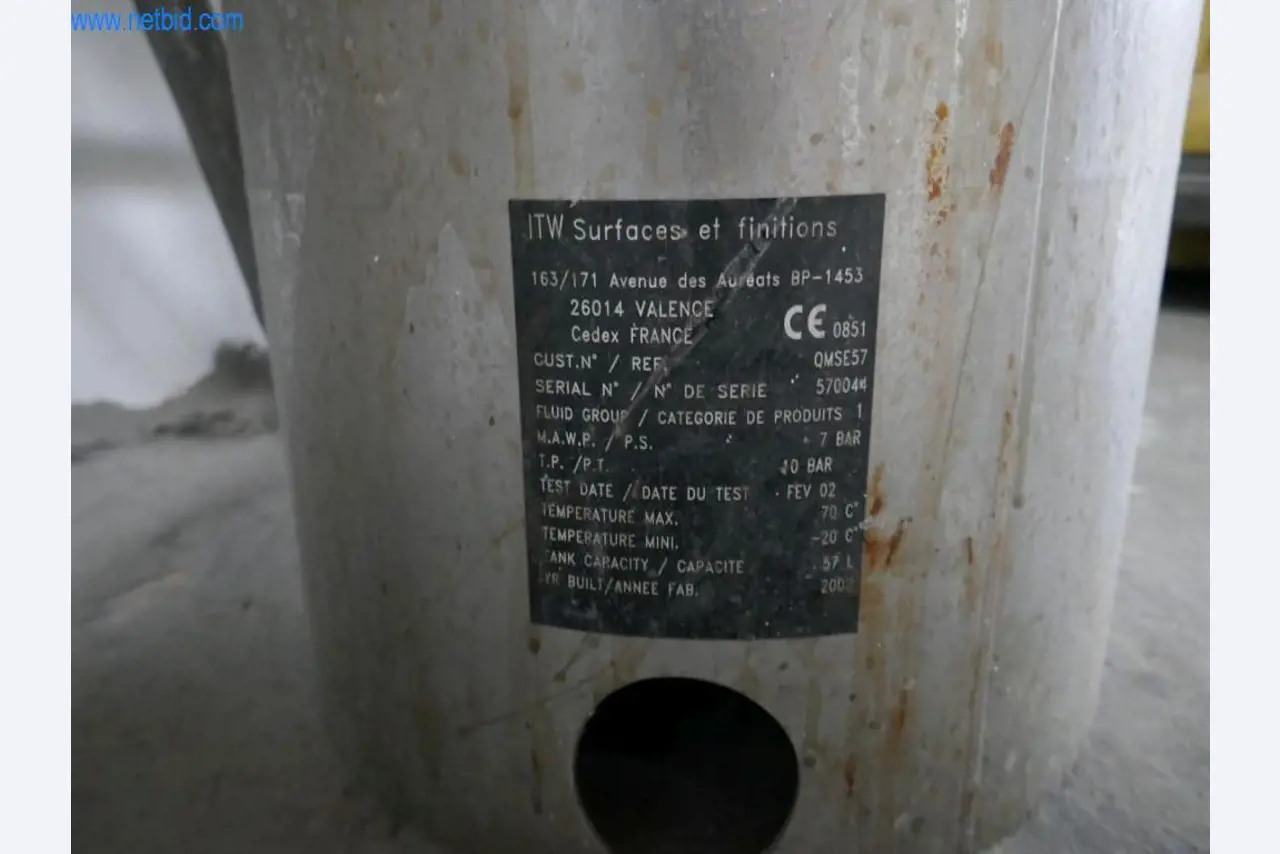 www.netbid.com
ITW Surfaces et finitions
163/171 Avenue des Auréats BP-1453
26014 VALENCE
Cedex FRANCE CE 0851
CUST.N° / REF. QMSE57
SERIAL N° / N° DE SERIE 570044
FLUID GROUP / CATEGORIE DE PRODUITS 1
M.A.W.P. / P.S. 7 BAR
T.P. /P.T. 10 BAR
TEST DATE / DATE DU TEST FEV 02
TEMPERATURE MAX. 70 C°
TEMPERATURE MINI. -20 C°
TANK CAPACITY / CAPACITE 57 L
YR BUILT/ANNEE FAB.